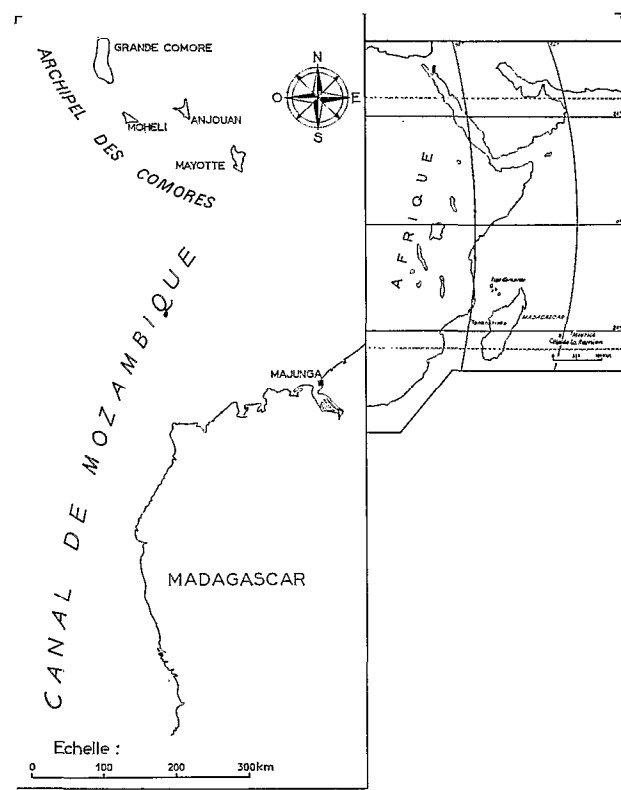 GRANDE COMORE
ARCHIPEL DES COMORES
MOHELI
ANJOUAN
MAYOTTE
N
O
E
S
CANAL DE MOZAMBIQUE
MAJUNGA
MADAGASCAR
Echelle :
0 100 200 300km
AFRIQUE
MADAGASCAR